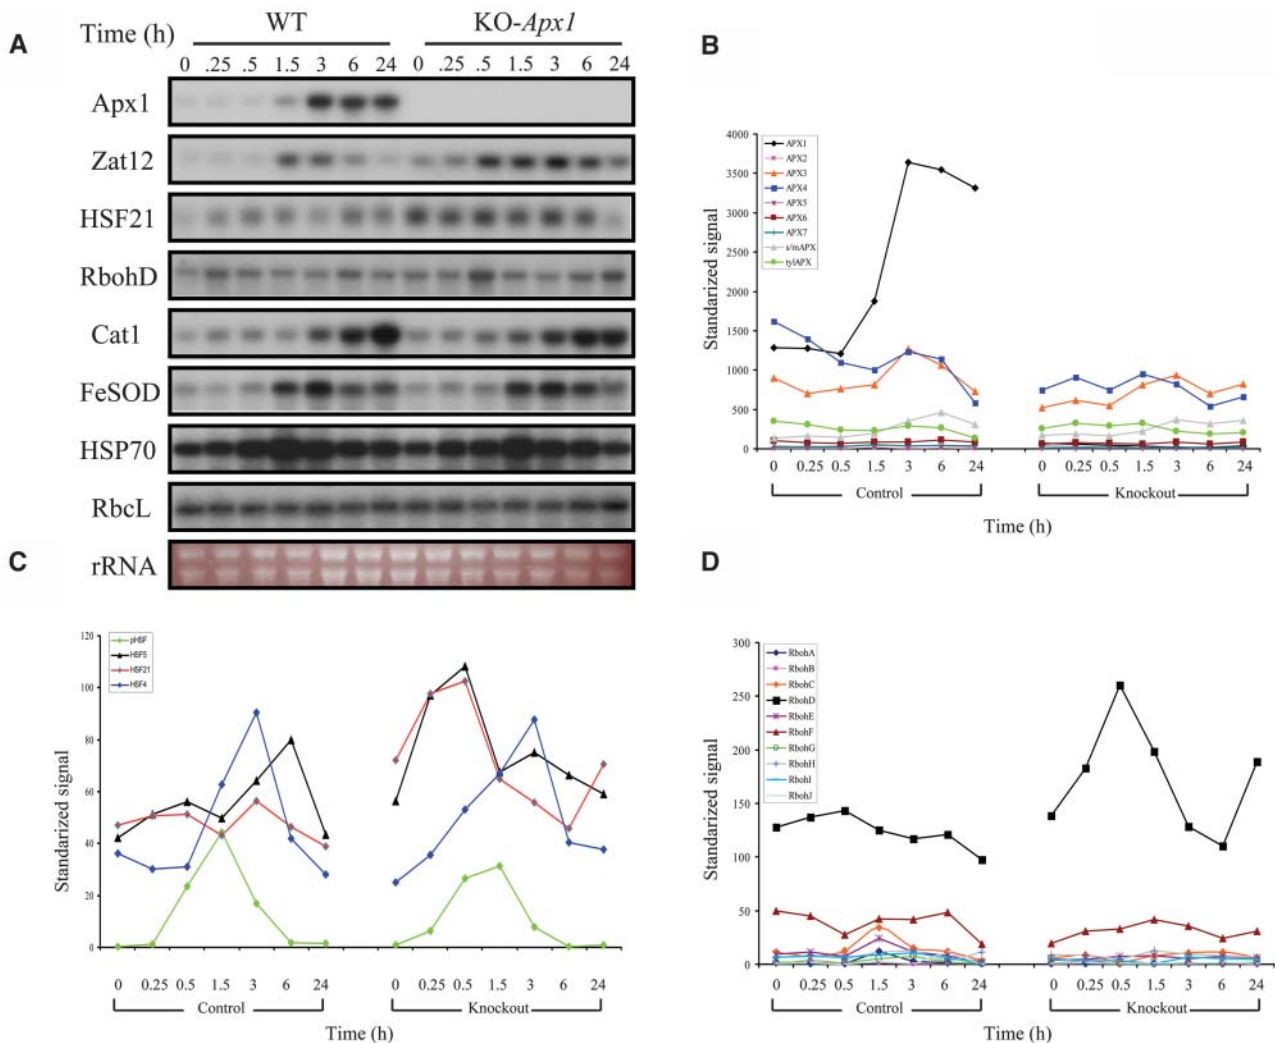 A
Time (h)
WT
KO-Apx1
0 .25 .5 1.5 3 6 24 0 .25 .5 1.5 3 6 24
Apx1
Zat12
HSF21
RbohD
Cat1
FeSOD
HSP70
RbcL
rRNA
B
Standarized signal
4000
3500
3000
2500
2000
1500
1000
500
0
APX1
APX2
APX3
APX4
APX5
APX6
APX7
s/mAPX
tylAPX
0 0.25 0.5 1.5 3 6 24 0 0.25 0.5 1.5 3 6 24
Control Knockout
Time (h)
C
Standarized signal
120
100
80
60
40
20
0
pHSF
HSF5
HSF21
HSF4
0 0.25 0.5 1.5 3 6 24 0 0.25 0.5 1.5 3 6 24
Control Knockout
Time (h)
D
Standarized signal
300
250
200
150
100
50
0
RbohA
RbohB
RbohC
RbohD
RbohE
RbohF
RbohG
RbohH
RbohI
RbohJ
0 0.25 0.5 1.5 3 6 24 0 0.25 0.5 1.5 3 6 24
Control Knockout
Time (h)